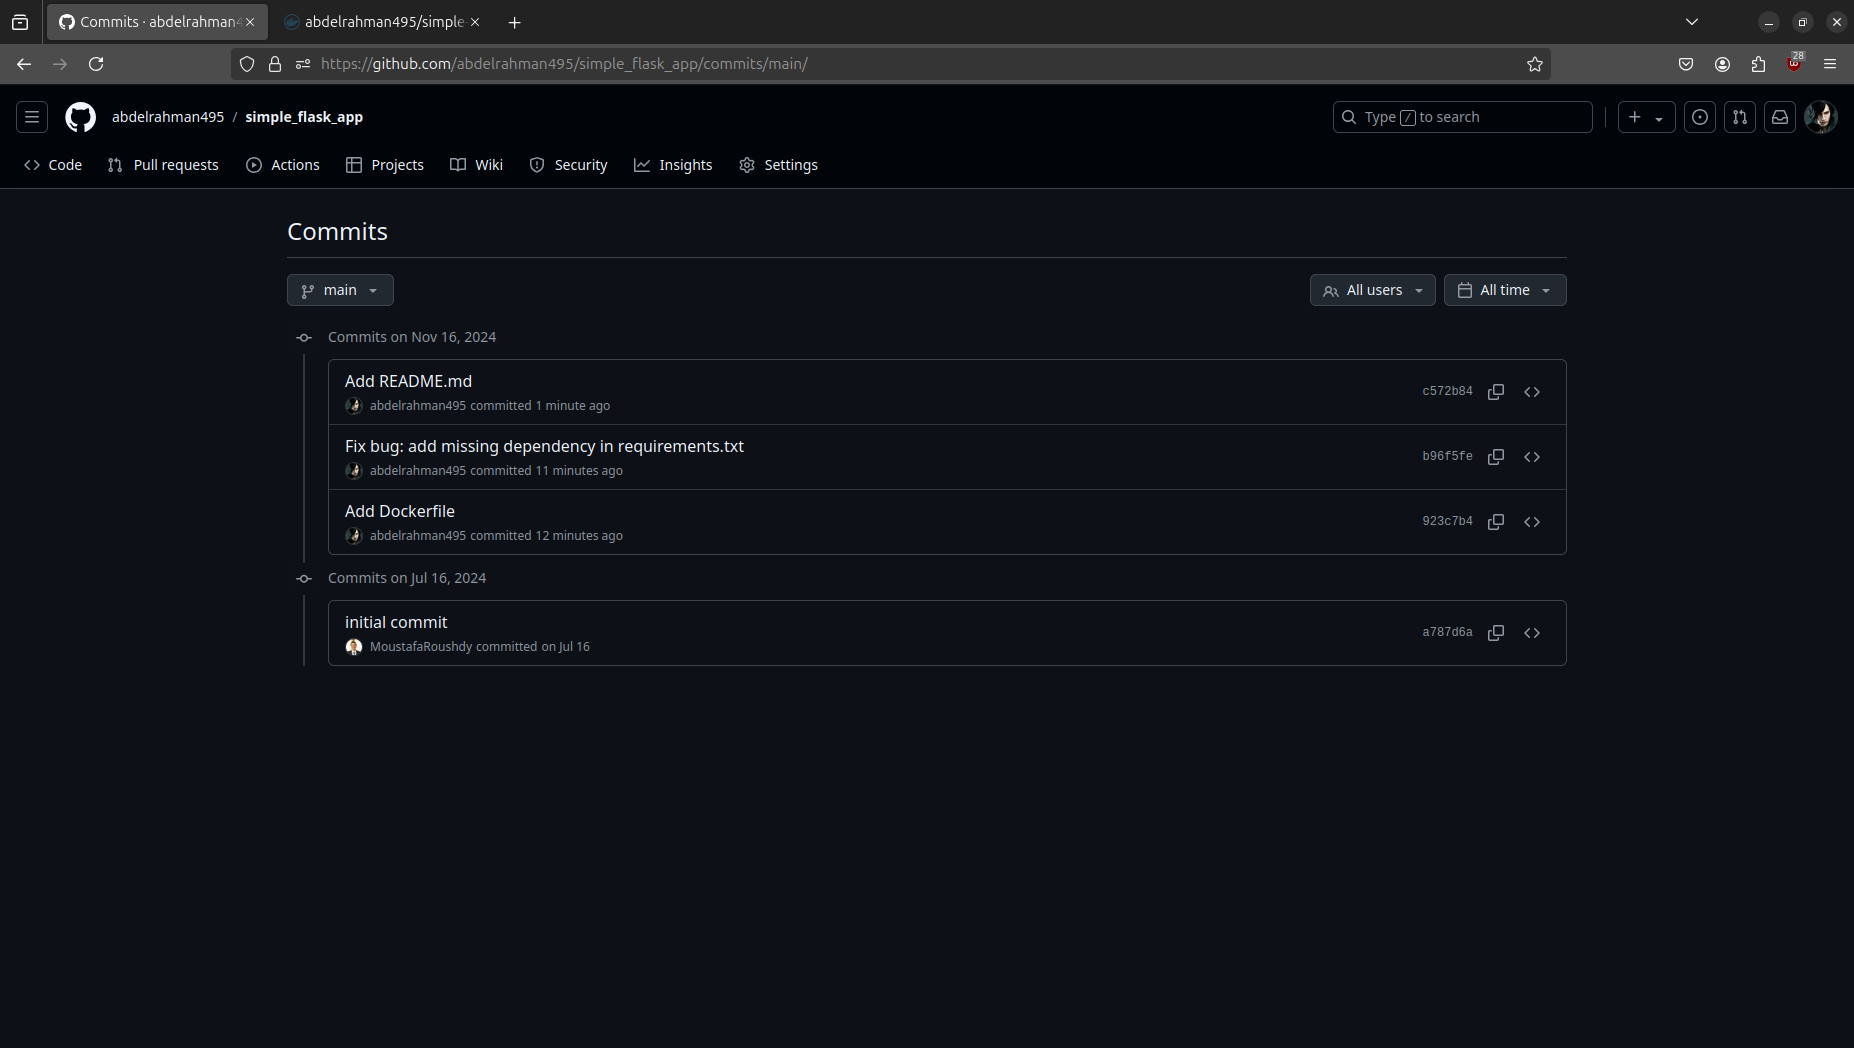 Commits · abdelrahman4
abdelrahman495/simple
28
https://github.com/abdelrahman495/simple_flask_app/commits/main/
abdelrahman495 / simple_flask_app
Type / to search
Code
Pull requests
Actions
Projects
Wiki
Security
Insights
Settings
Commits
main
All users
All time
Commits on Nov 16, 2024
Add README.md
c572b84
abdelrahman495 committed 1 minute ago
Fix bug: add missing dependency in requirements.txt
b96f5fe
abdelrahman495 committed 11 minutes ago
Add Dockerfile
923c7b4
abdelrahman495 committed 12 minutes ago
Commits on Jul 16, 2024
initial commit
a787d6a
MoustafaRoushdy committed on Jul 16